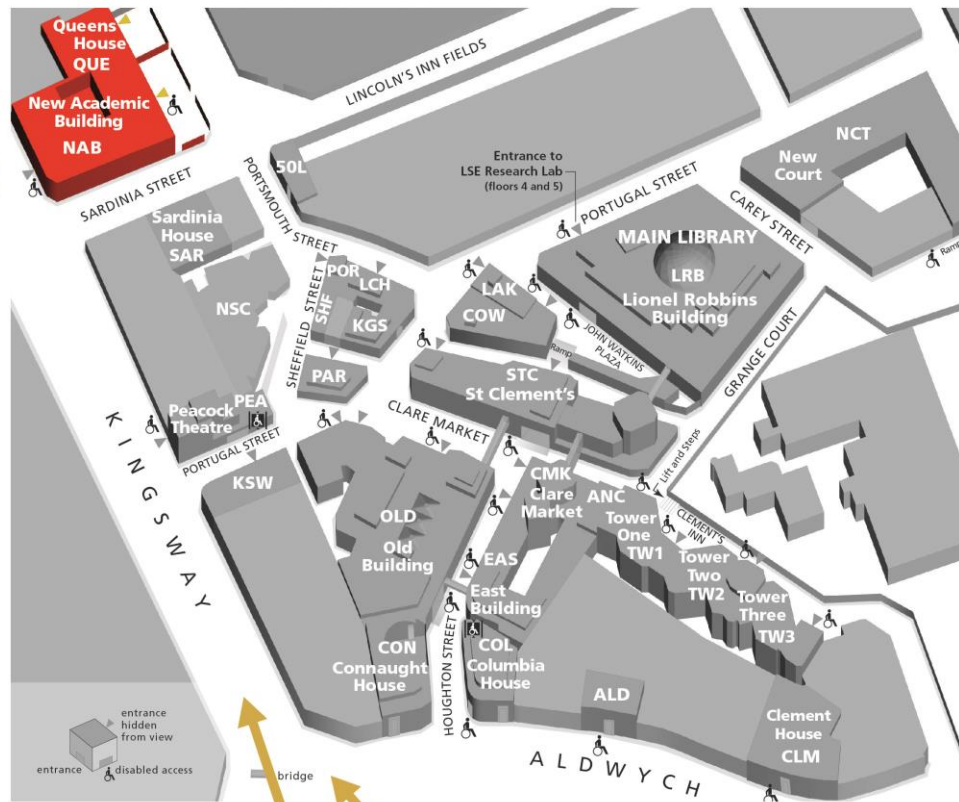 Queens
House
QUE
New Academic
Building
NAB
SARDINIA STREET
LINCOLN'S INN FIELDS
50L
PORTSMOUTH STREET
Entrance to
LSE Research Lab
(floors 4 and 5)
PORTUGAL STREET
NCT
New
Court
CAREY STREET
Ramp
Sardinia
House
SAR
NSC
POR
LCH
SHF
KGS
SHEFFIELD STREET
PAR
LAK
COW
MAIN LIBRARY
LRB
Lionel Robbins
Building
JOHN WATKINS
PLAZA
Ramp
GRANGE COURT
STC
St Clement's
PEA
Peacock
Theatre
PORTUGAL STREET
CLARE MARKET
KINGSWAY
KSW
OLD
Old
Building
CMK
Clare
Market
ANC
Lift and Steps
CLEMENT'S
INN
Tower
One
TW1
Tower
Two
TW2
Tower
Three
TW3
EAS
East
Building
CON
Connaught
House
HOUGHTON STREET
COL
Columbia
House
ALD
Clement
House
CLM
ALDWYCH
entrance
hidden
from view
entrance
disabled access
bridge